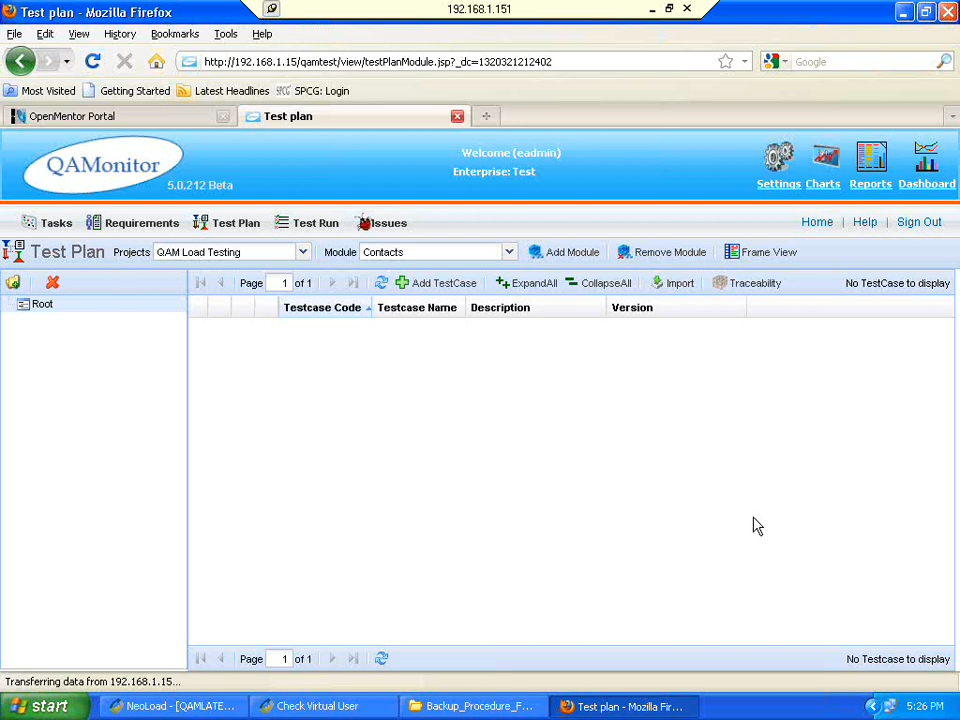 Test plan - Mozilla Firefox
192.168.1.151
File Edit View History Bookmarks Tools Help
http://192.168.1.15/qamtest/view/testPlanModule.jsp?_dc=1320321212402
Google
Most Visited Getting Started Latest Headlines SPCG SPCG: Login
OpenMentor Portal Test plan
QAMonitor
5.0.212 Beta
Welcome (eadmin)
Enterprise: Test
Settings Charts Reports Dashboard
Tasks Requirements Test Plan Test Run Issues Home | Help | Sign Out
Test Plan Projects QAM Load Testing Module Contacts Add Module Remove Module Frame View
Page 1 of 1 Add TestCase ExpandAll CollapseAll Import Traceability No TestCase to display
Root
Testcase Code Testcase Name Description Version
Page 1 of 1 No Testcase to display
Transferring data from 192.168.1.15...
start NeoLoad - [QAMLATE... Check Virtual User Backup_Procedure_F... Test plan - Mozilla Fir... 5:26 PM